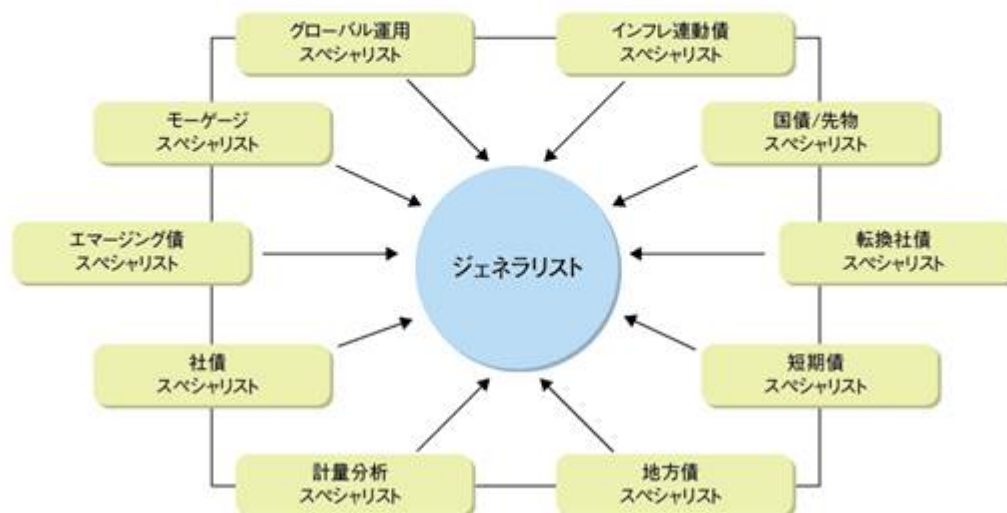 グローバル運用
スペシャリスト
インフレ連動債
スペシャリスト
モーゲージ
スペシャリスト
国債/先物
スペシャリスト
エマージング債
スペシャリスト
ジェネラリスト
転換社債
スペシャリスト
社債
スペシャリスト
短期債
スペシャリスト
計量分析
スペシャリスト
地方債
スペシャリスト